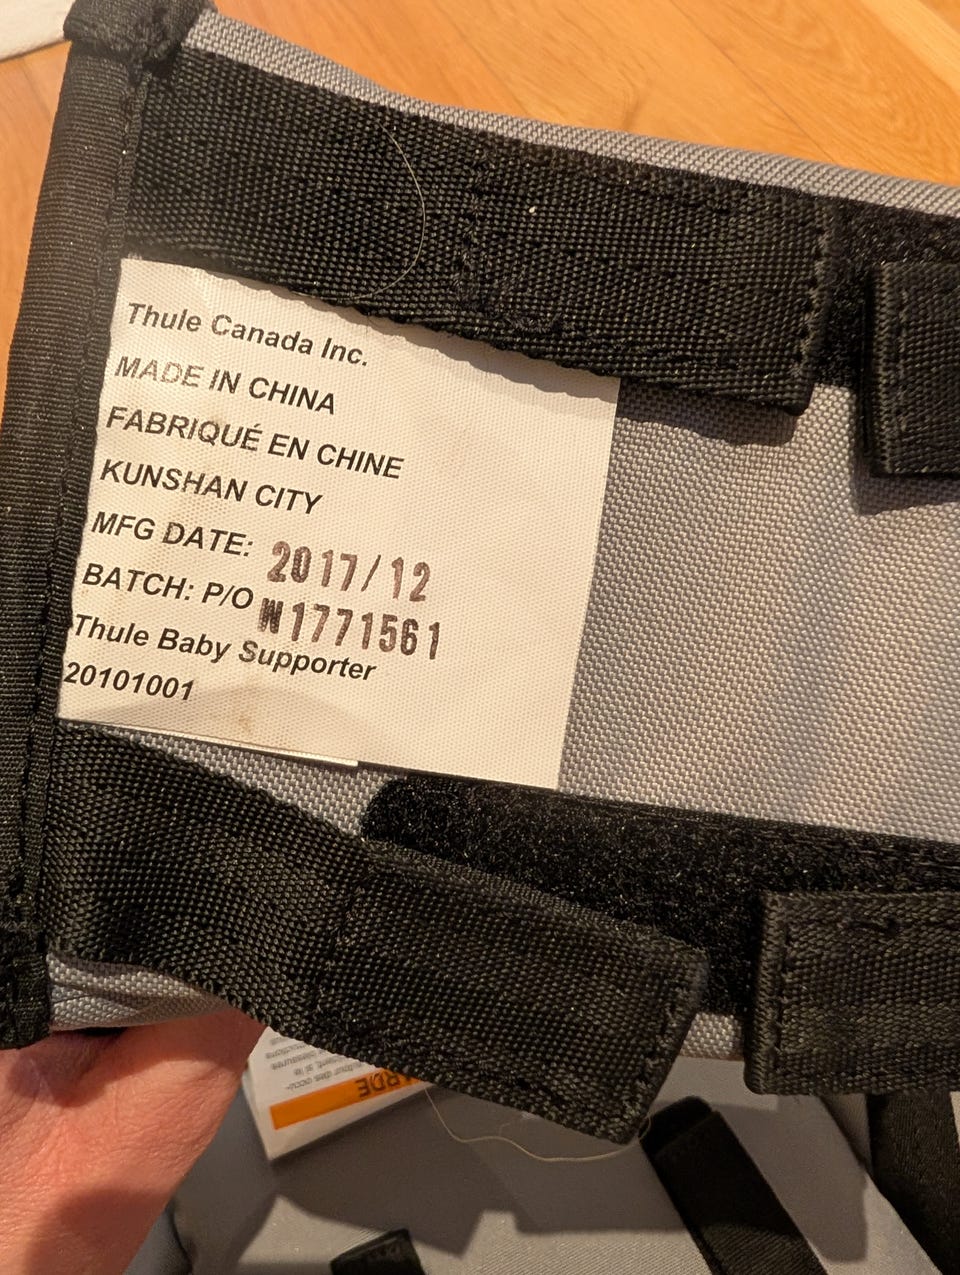 Thule Canada Inc.
MADE IN CHINA
FABRIQUÉ EN CHINE
KUNSHAN CITY
MFG DATE: 2017/12
BATCH: P/O W1771561
Thule Baby Supporter
20101001